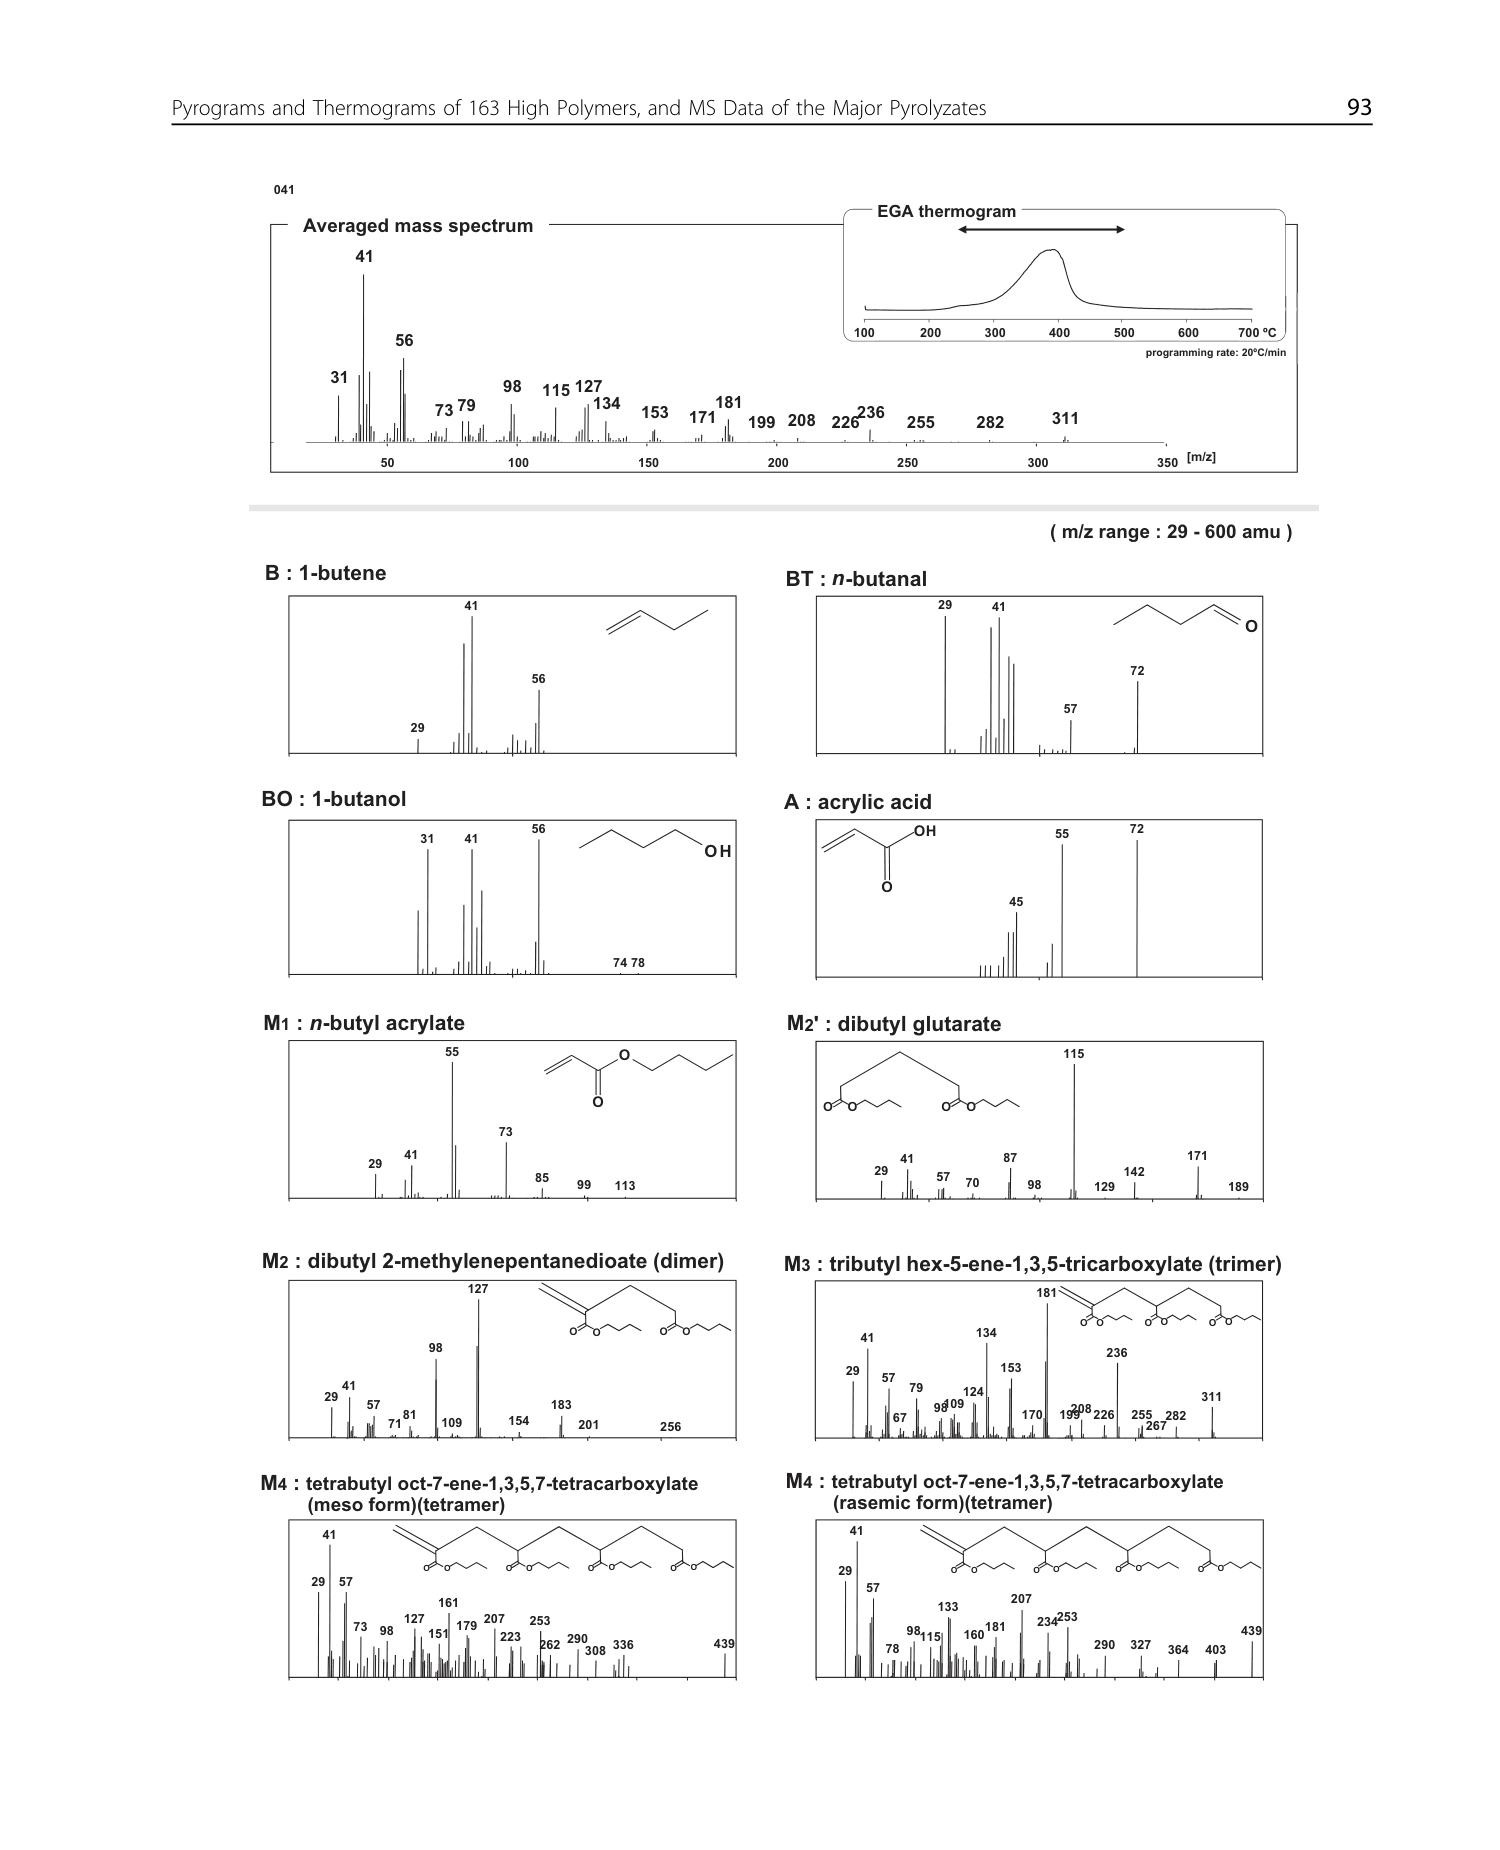 Pyrograms and Thermograms of 163 High Polymers, and MS Data of the Major Pyrolyzates 93
041
Averaged mass spectrum
EGA thermogram
100 200 300 400 500 600 700 ºC
programming rate: 20ºC/min
41
56
31
73 79 98 115 127 134 153 171 181 199 208 226 236 255 282 311
50 100 150 200 250 300 350 [m/z]
( m/z range : 29 - 600 amu )
B : 1-butene
29 41 56
BT : n-butanal
29 41 57 72
O
BO : 1-butanol
31 41 56 74 78
OH
A : acrylic acid
45 55 72
OH
O
M1 : n-butyl acrylate
29 41 55 73 85 99 113
O
O
M2' : dibutyl glutarate
29 41 57 70 87 98 115 129 142 171 189
O O O O
M2 : dibutyl 2-methylenepentanedioate (dimer)
29 41 57 71 81 98 109 127 154 183 201 256
O O O O
M3 : tributyl hex-5-ene-1,3,5-tricarboxylate (trimer)
29 41 57 67 79 98 109 124 134 153 170 181 199 208 226 236 255 267 282 311
O O O O O O
M4 : tetrabutyl oct-7-ene-1,3,5,7-tetracarboxylate
(meso form)(tetramer)
29 41 57 73 98 127 151 161 179 207 223 253 262 290 308 336 439
O O O O O O O O
M4 : tetrabutyl oct-7-ene-1,3,5,7-tetracarboxylate
(rasemic form)(tetramer)
29 41 57 78 98 115 133 160 181 207 234 253 290 327 364 403 439
O O O O O O O O